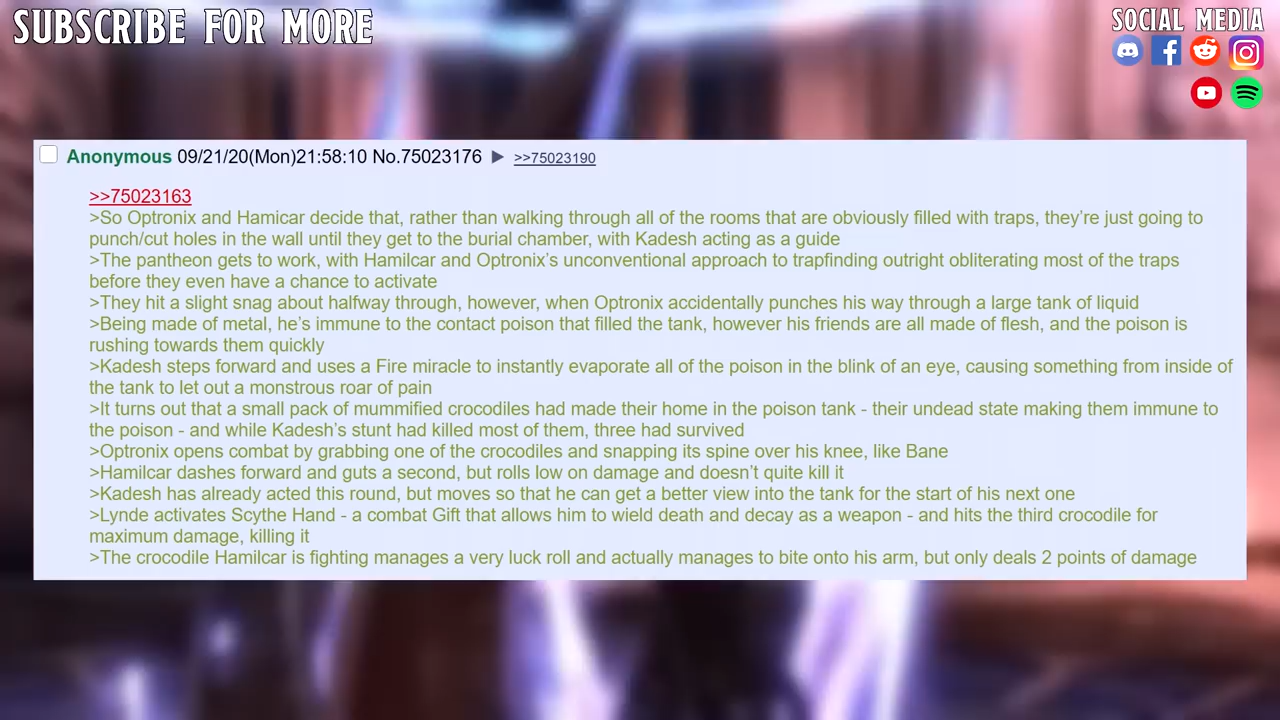 SUBSCRIBE FOR MORE
SOCIAL MEDIA
Anonymous 09/21/20(Mon)21:58:10 No.75023176 ▶ >>75023190
>>75023163
>So Optronix and Hamicar decide that, rather than walking through all of the rooms that are obviously filled with traps, they're just going to
punch/cut holes in the wall until they get to the burial chamber, with Kadesh acting as a guide
>The pantheon gets to work, with Hamilcar and Optronix's unconventional approach to trapfinding outright obliterating most of the traps
before they even have a chance to activate
>They hit a slight snag about halfway through, however, when Optronix accidentally punches his way through a large tank of liquid
>Being made of metal, he's immune to the contact poison that filled the tank, however his friends are all made of flesh, and the poison is
rushing towards them quickly
>Kadesh steps forward and uses a Fire miracle to instantly evaporate all of the poison in the blink of an eye, causing something from inside of
the tank to let out a monstrous roar of pain
>It turns out that a small pack of mummified crocodiles had made their home in the poison tank - their undead state making them immune to
the poison - and while Kadesh's stunt had killed most of them, three had survived
>Optronix opens combat by grabbing one of the crocodiles and snapping its spine over his knee, like Bane
>Hamilcar dashes forward and guts a second, but rolls low on damage and doesn't quite kill it
>Kadesh has already acted this round, but moves so that he can get a better view into the tank for the start of his next one
>Lynde activates Scythe Hand - a combat Gift that allows him to wield death and decay as a weapon - and hits the third crocodile for
maximum damage, killing it
>The crocodile Hamilcar is fighting manages a very luck roll and actually manages to bite onto his arm, but only deals 2 points of damage